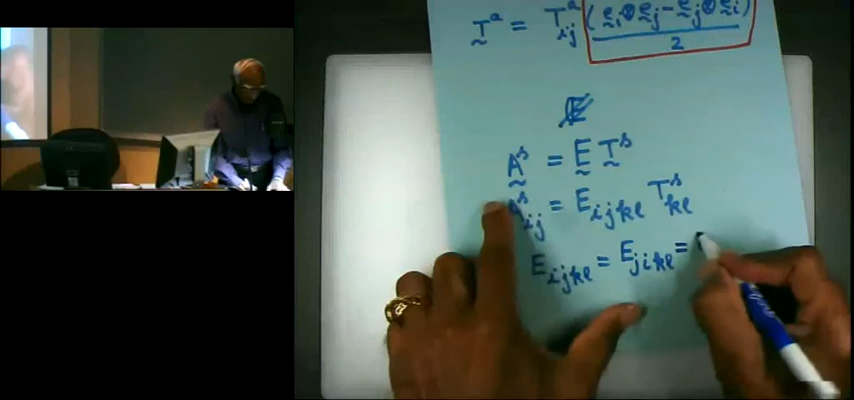 T^a = T^a_ij (e_i ⊗ e_j - e_j ⊗ e_i) / 2
A^s = E T^s
A^s_ij = E_ijkl T^s_kl
E_ijkl = E_jikl =